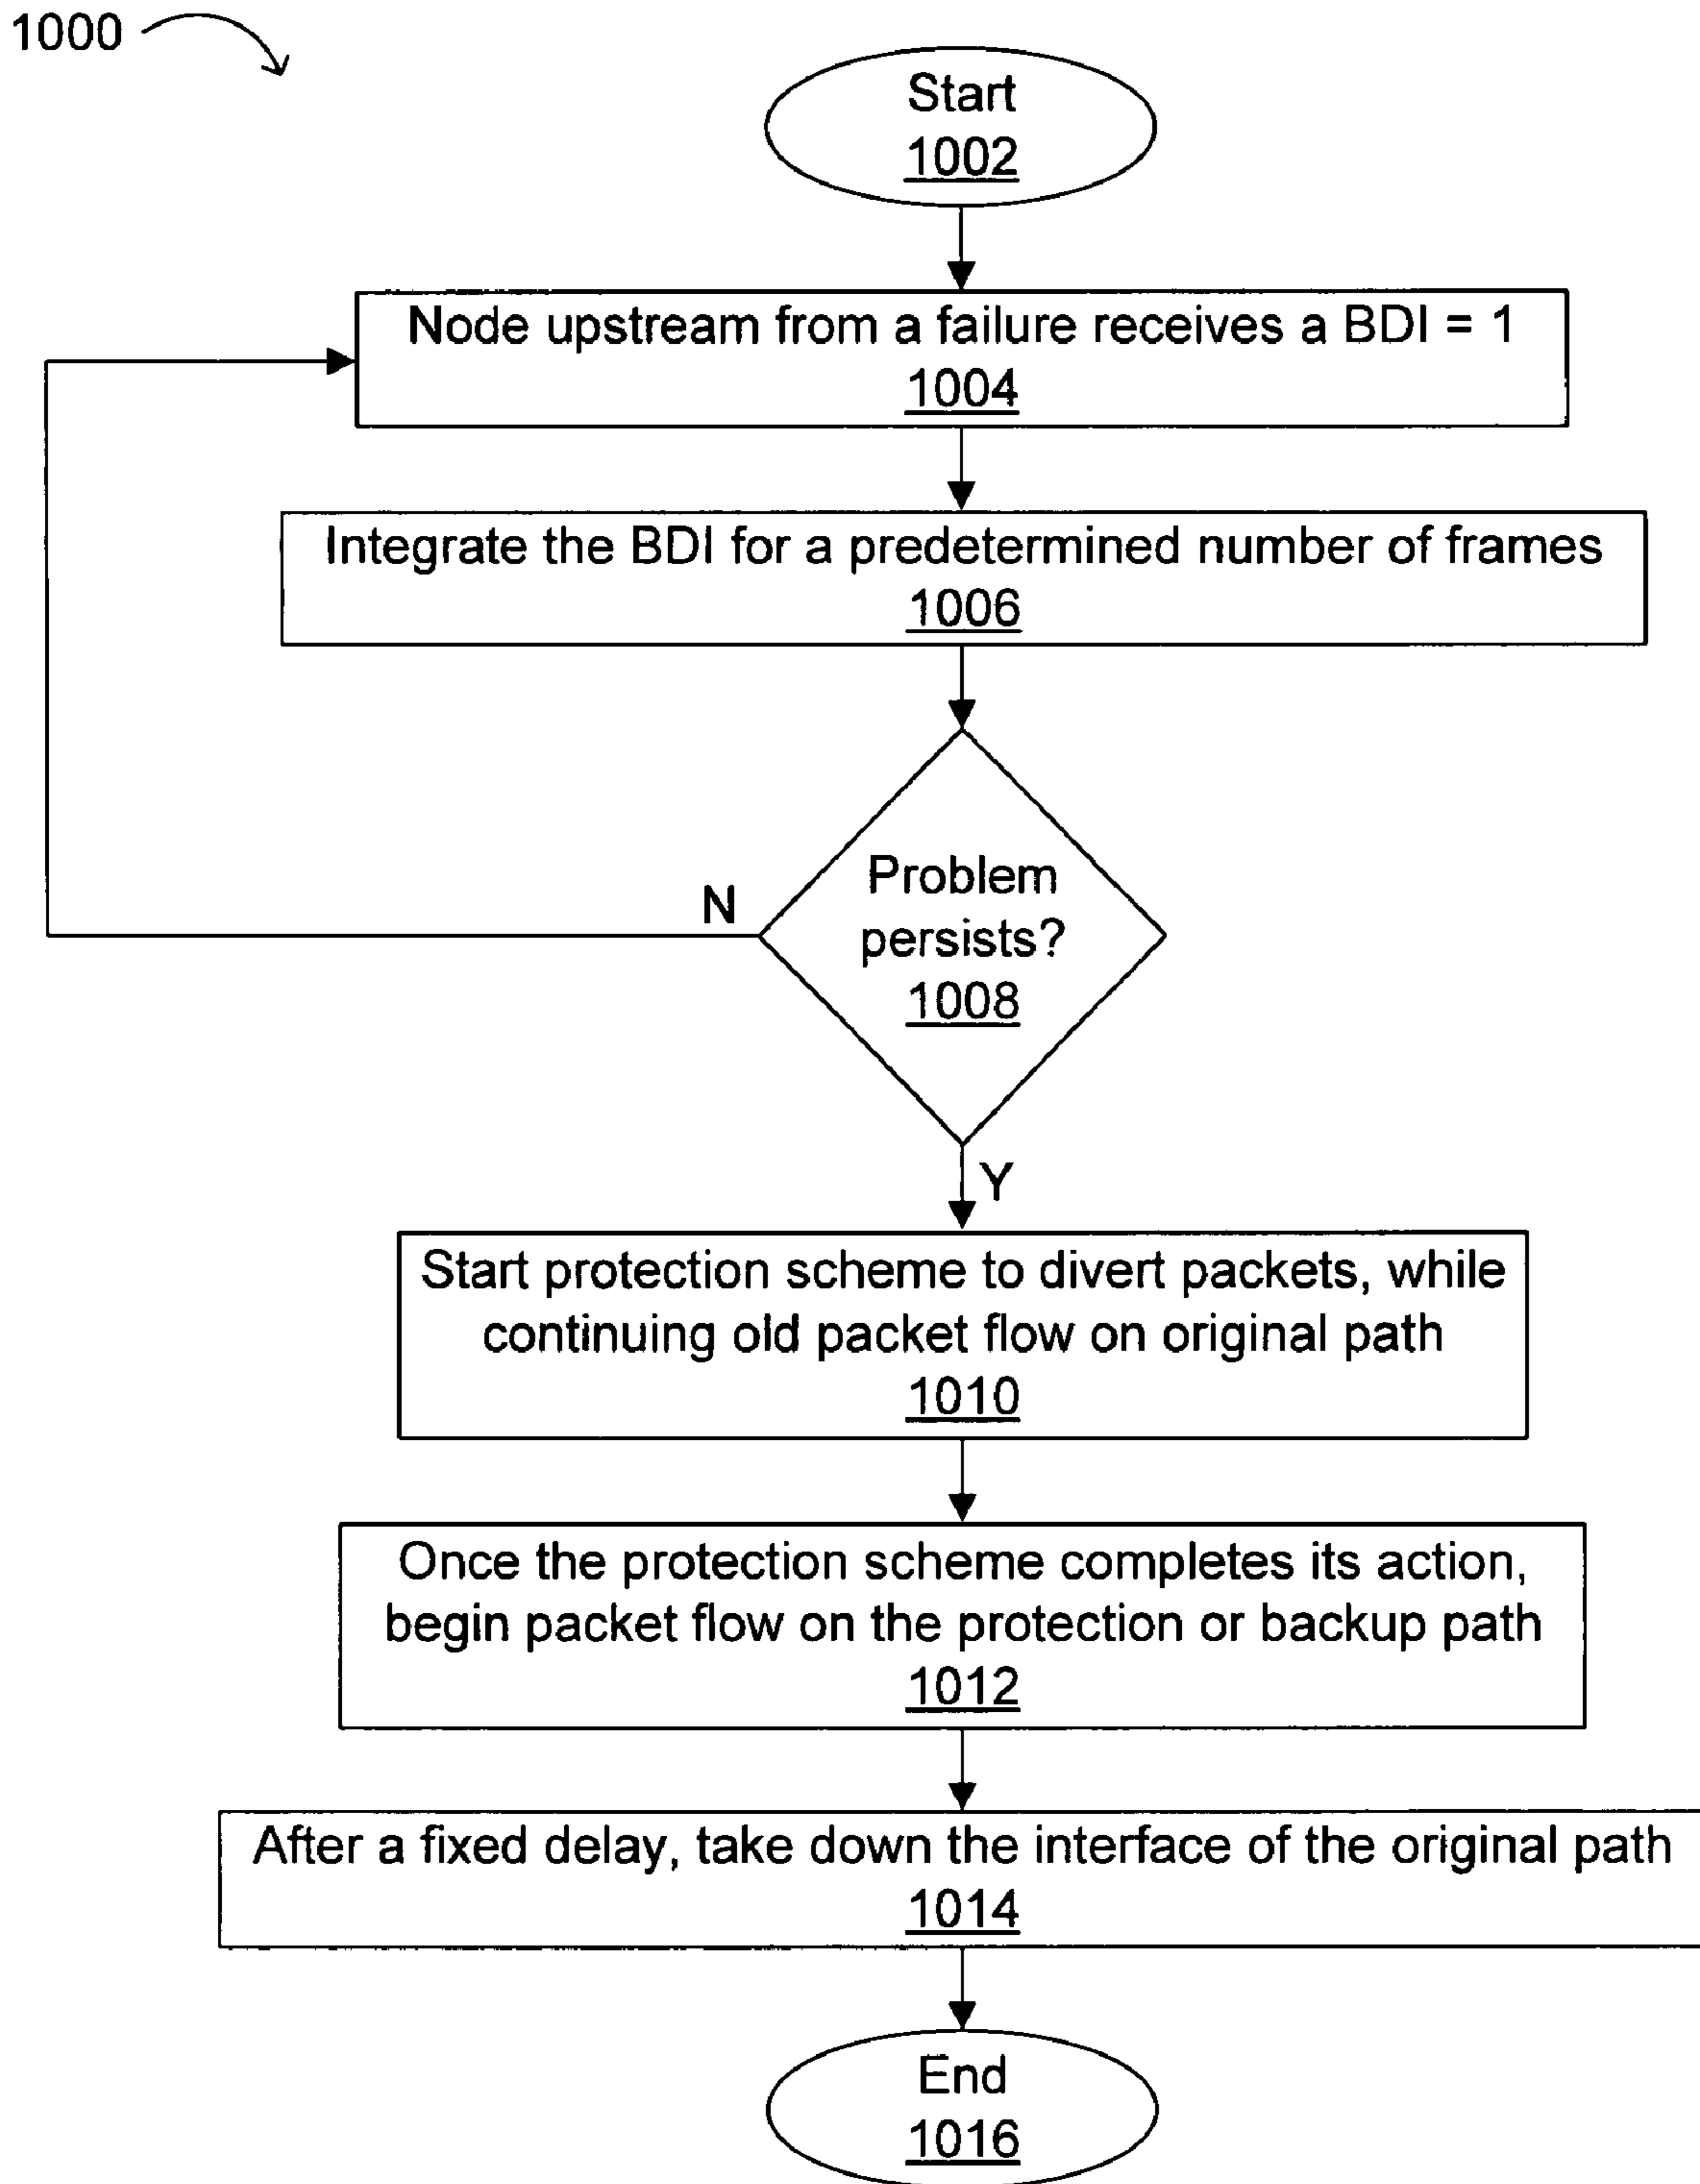 1000
Start
1002
Node upstream from a failure receives a BDI = 1
1004
Integrate the BDI for a predetermined number of frames
1006
Problem
persists?
1008
N
Y
Start protection scheme to divert packets, while
continuing old packet flow on original path
1010
Once the protection scheme completes its action,
begin packet flow on the protection or backup path
1012
After a fixed delay, take down the interface of the original path
1014
End
1016